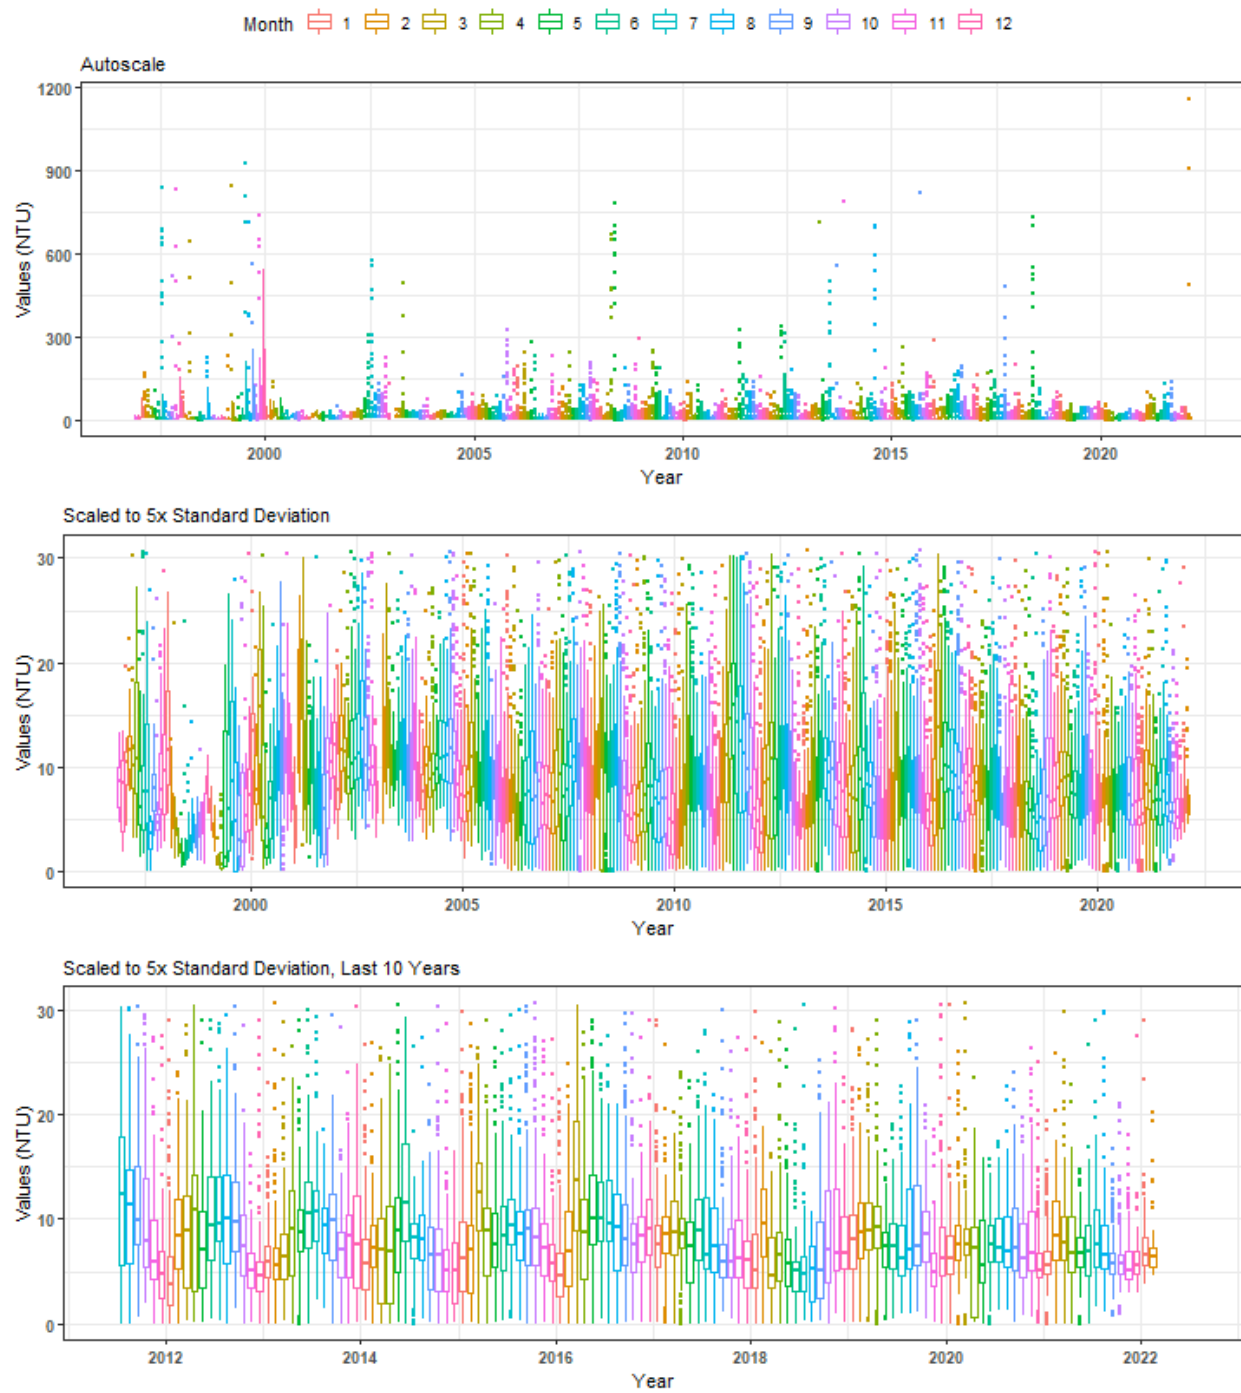 Month 1 2 3 4 5 6 7 8 9 10 11 12
Autoscale
1200
900
600
300
0
Values (NTU)
2000 2005 2010 2015 2020
Year
Scaled to 5x Standard Deviation
30
20
10
0
Values (NTU)
2000 2005 2010 2015 2020
Year
Scaled to 5x Standard Deviation, Last 10 Years
30
20
10
0
Values (NTU)
2012 2014 2016 2018 2020 2022
Year